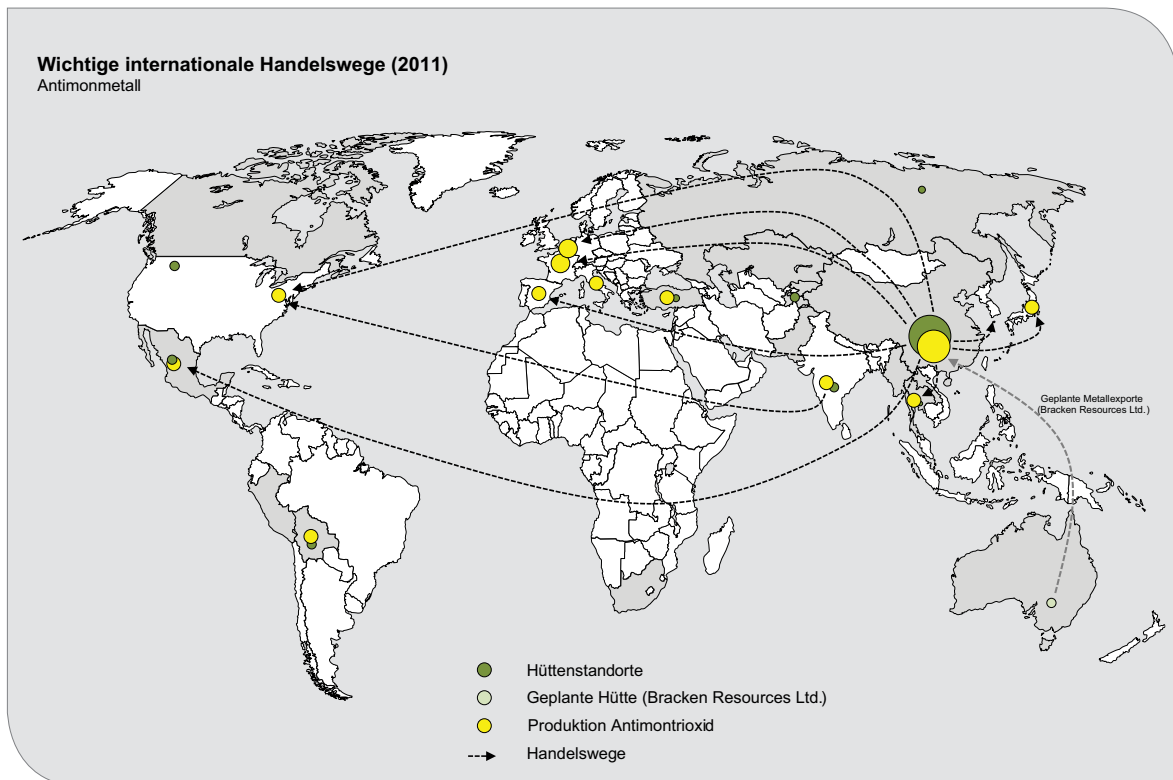 Wichtige internationale Handelswege (2011)
Antimonmetall
Geplante Metallexporte
(Bracken Resources Ltd.)
Hüttenstandorte
Geplante Hütte (Bracken Resources Ltd.)
Produktion Antimontrioxid
Handelswege